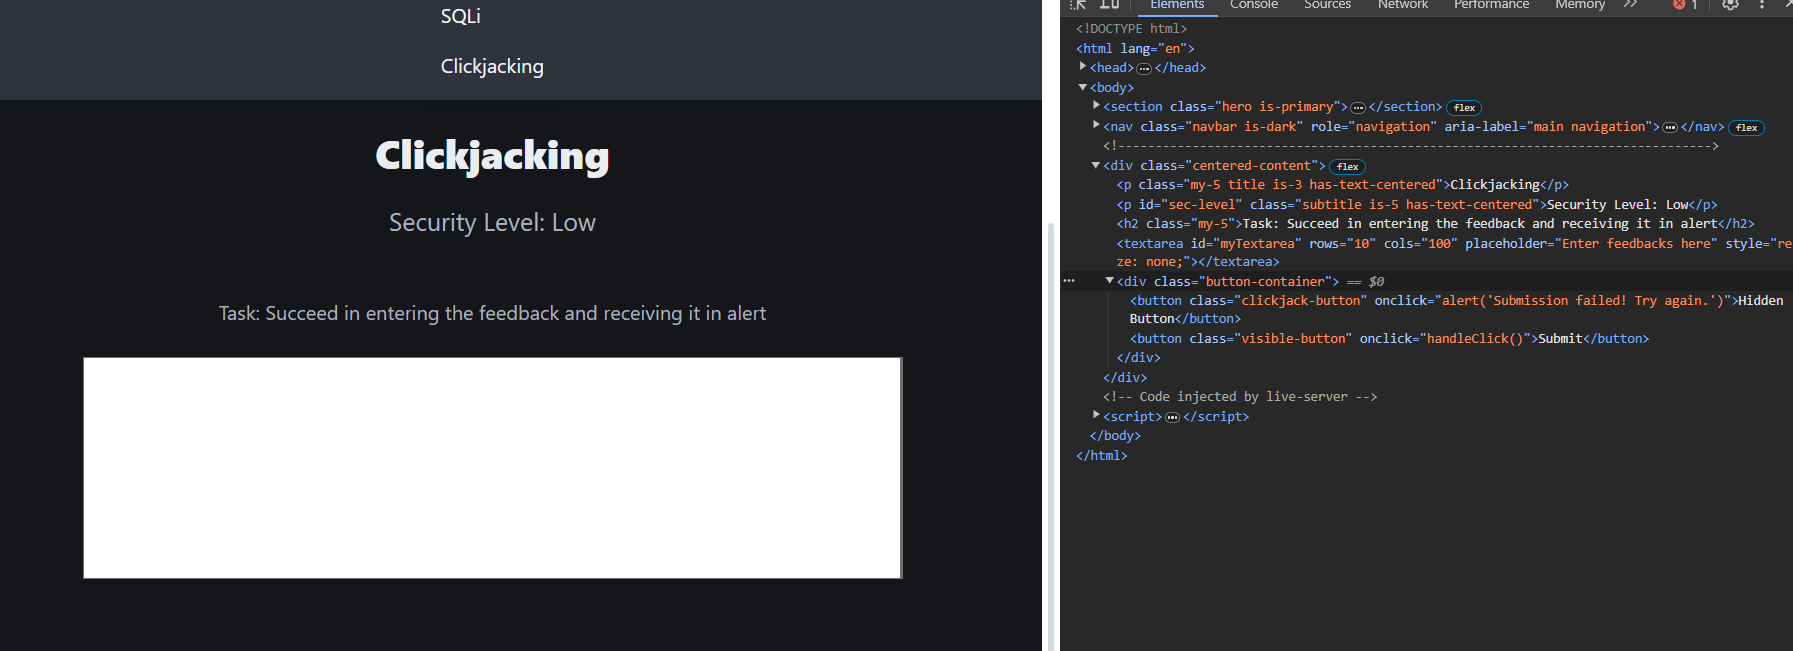 SQLi
Clickjacking
Clickjacking
Security Level: Low
Task: Succeed in entering the feedback and receiving it in alert
Elements Console Sources Network Performance Memory 1
<!DOCTYPE html>
<html lang="en">
<head> </head>
<body>
<section class="hero is-primary"> </section> flex
<nav class="navbar is-dark" role="navigation" aria-label="main navigation"> </nav> flex
<!---------------------------------------------------------------------------->
<div class="centered-content"> flex
<p class="my-5 title is-3 has-text-centered">Clickjacking</p>
<p id="sec-level" class="subtitle is-5 has-text-centered">Security Level: Low</p>
<h2 class="my-5">Task: Succeed in entering the feedback and receiving it in alert</h2>
<textarea id="myTextarea" rows="10" cols="100" placeholder="Enter feedbacks here" style="re
ze: none;"></textarea>
<div class="button-container"> == $0
<button class="clickjack-button" onclick="alert('Submission failed! Try again.')">Hidden
Button</button>
<button class="visible-button" onclick="handleClick()">Submit</button>
</div>
</div>
<!-- Code injected by live-server -->
<script> </script>
</body>
</html>